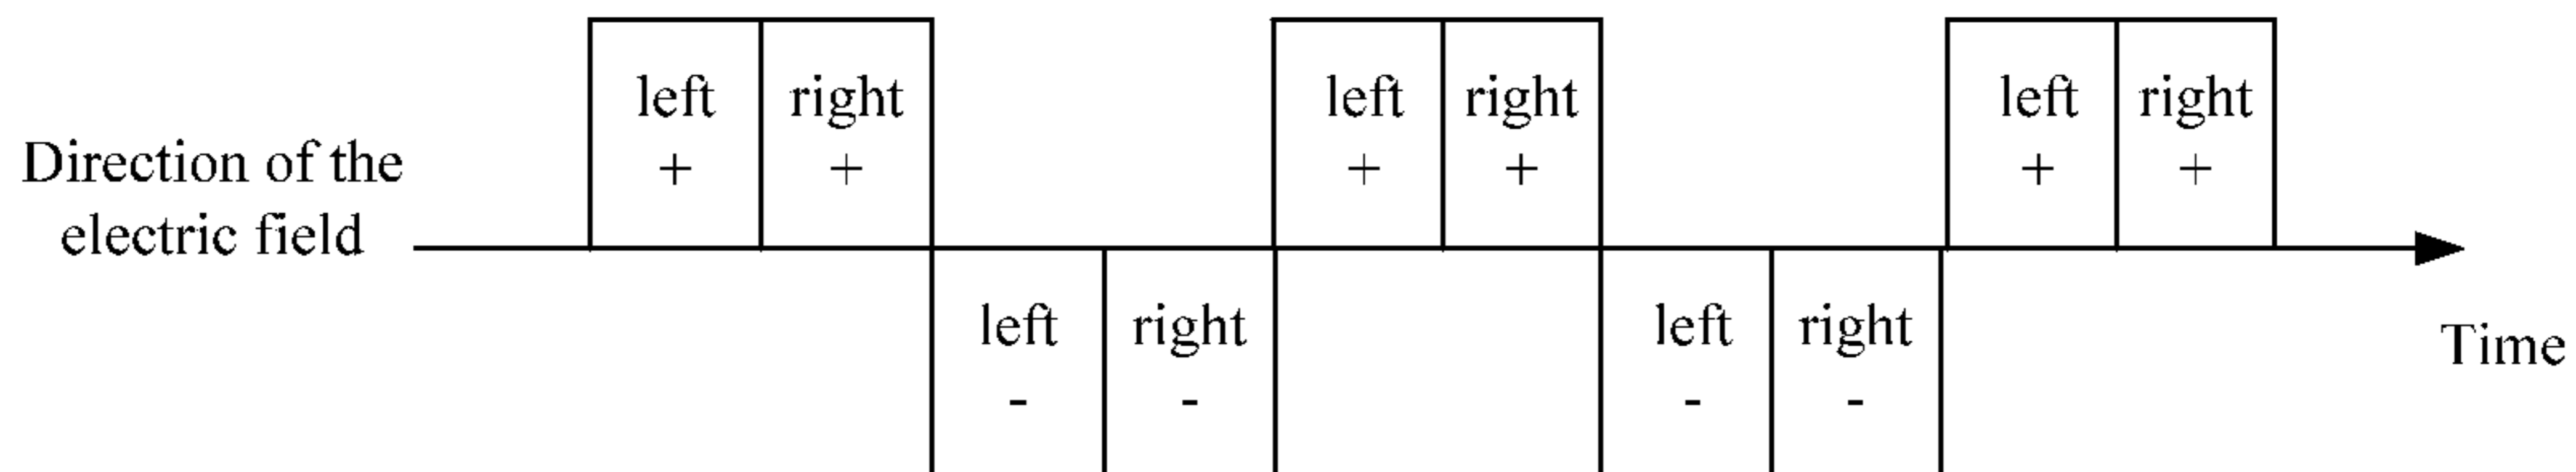 left right left right left right
+ + + + + +
Direction of the
electric field
left right left right
- - - -
Time